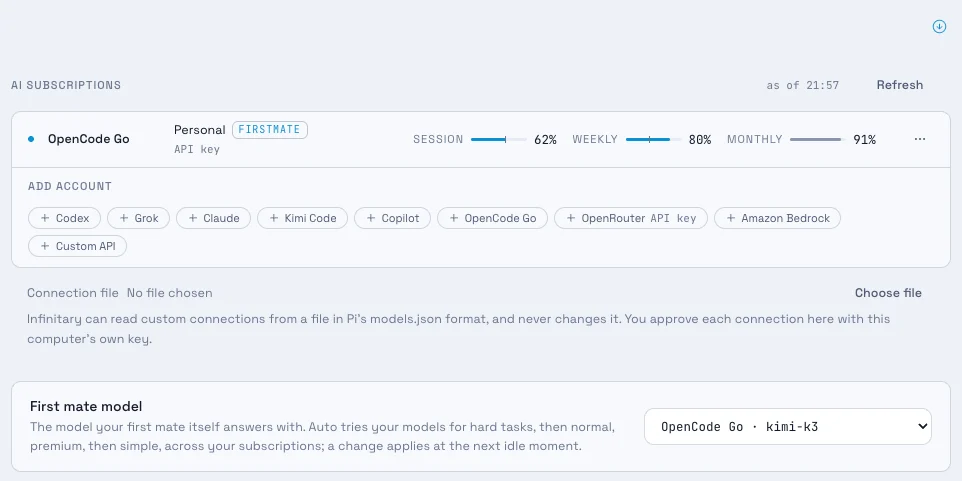 AI SUBSCRIPTIONS as of 21:57 Refresh
OpenCode Go Personal FIRSTMATE SESSION 62% WEEKLY 80% MONTHLY 91% ···
API key
ADD ACCOUNT
+ Codex + Grok + Claude + Kimi Code + Copilot + OpenCode Go + OpenRouter API key + Amazon Bedrock
+ Custom API
Connection file No file chosen Choose file
Infinitary can read custom connections from a file in Pi's models.json format, and never changes it. You approve each connection here with this
computer's own key.
First mate model
The model your first mate itself answers with. Auto tries your models for hard tasks, then normal,
premium, then simple, across your subscriptions; a change applies at the next idle moment.
OpenCode Go · kimi-k3